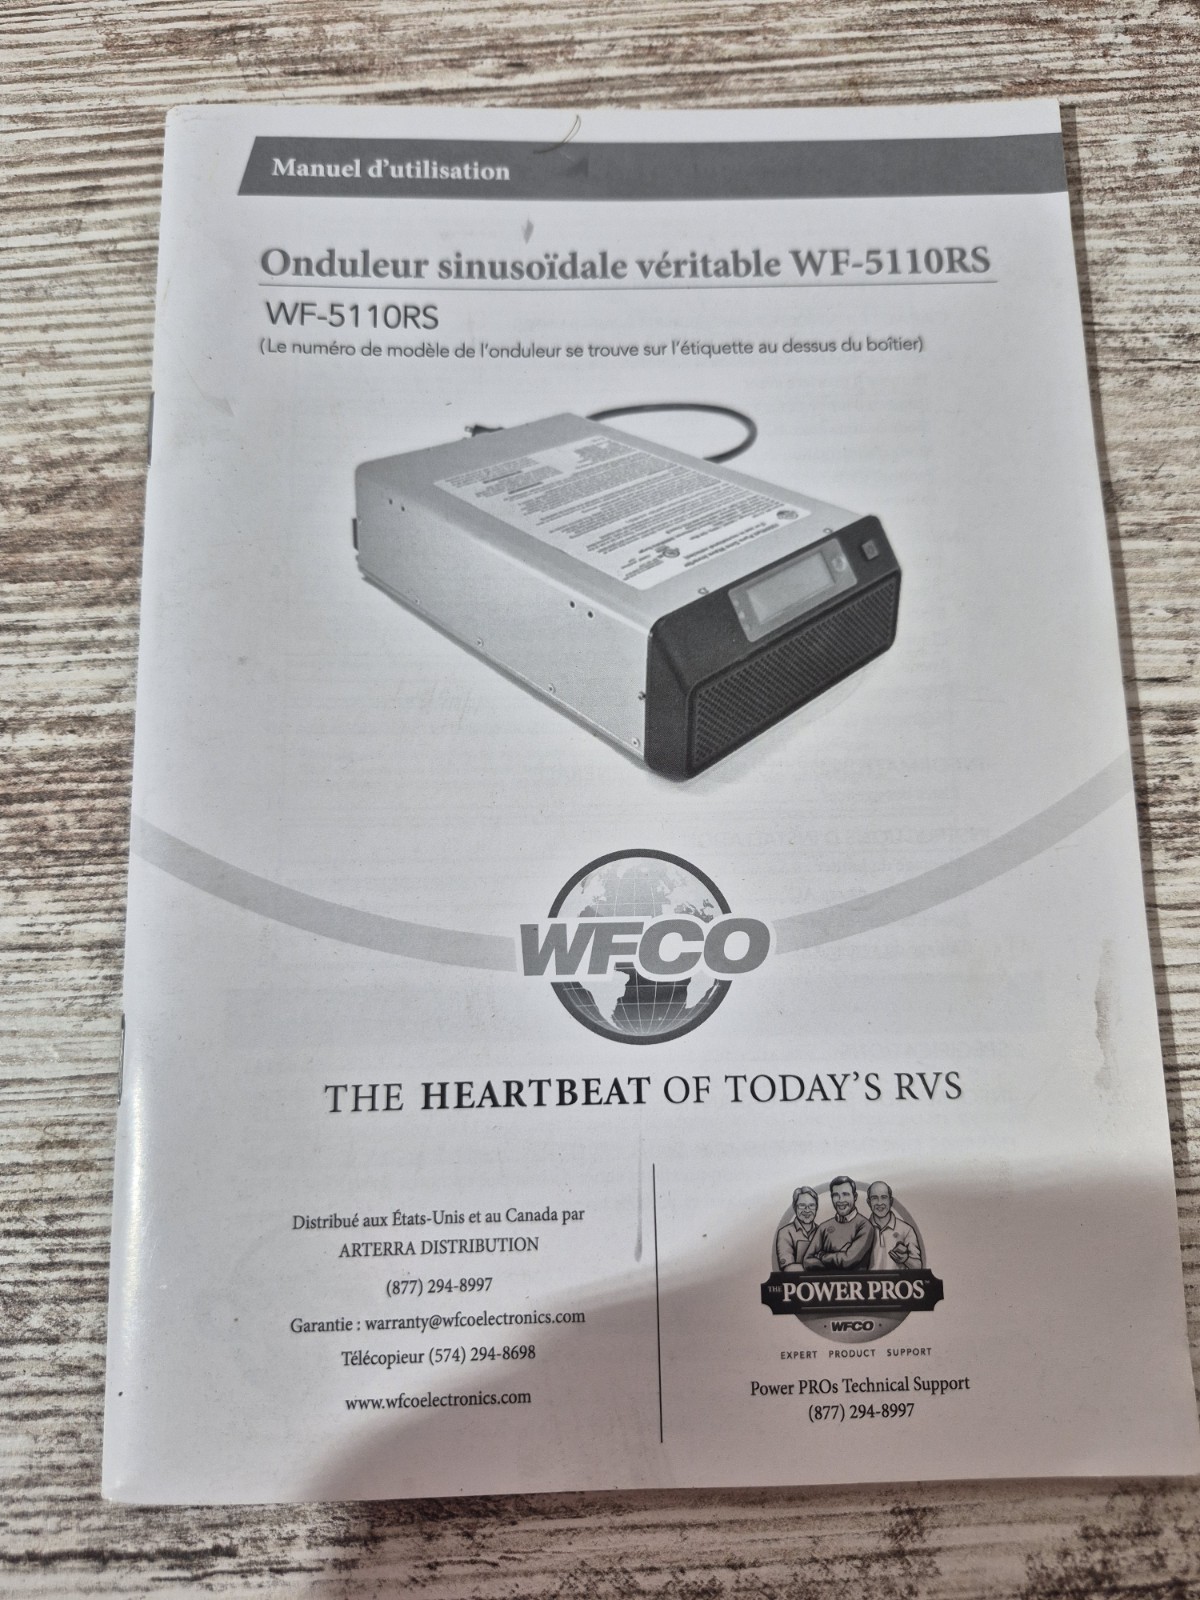 Manuel d'utilisation
Onduleur sinusoïdale véritable WF-5110RS
WF-5110RS
(Le numéro de modèle de l'onduleur se trouve sur l'étiquette au dessus du boîtier)
WFCO
THE HEARTBEAT OF TODAY'S RVS
Distribué aux États-Unis et au Canada par
ARTERRA DISTRIBUTION
(877) 294-8997
Garantie : warranty@wfcoelectronics.com
Télécopieur (574) 294-8698
www.wfcoelectronics.com
THE POWER PROS™
WFCO
EXPERT PRODUCT SUPPORT
Power PROs Technical Support
(877) 294-8997